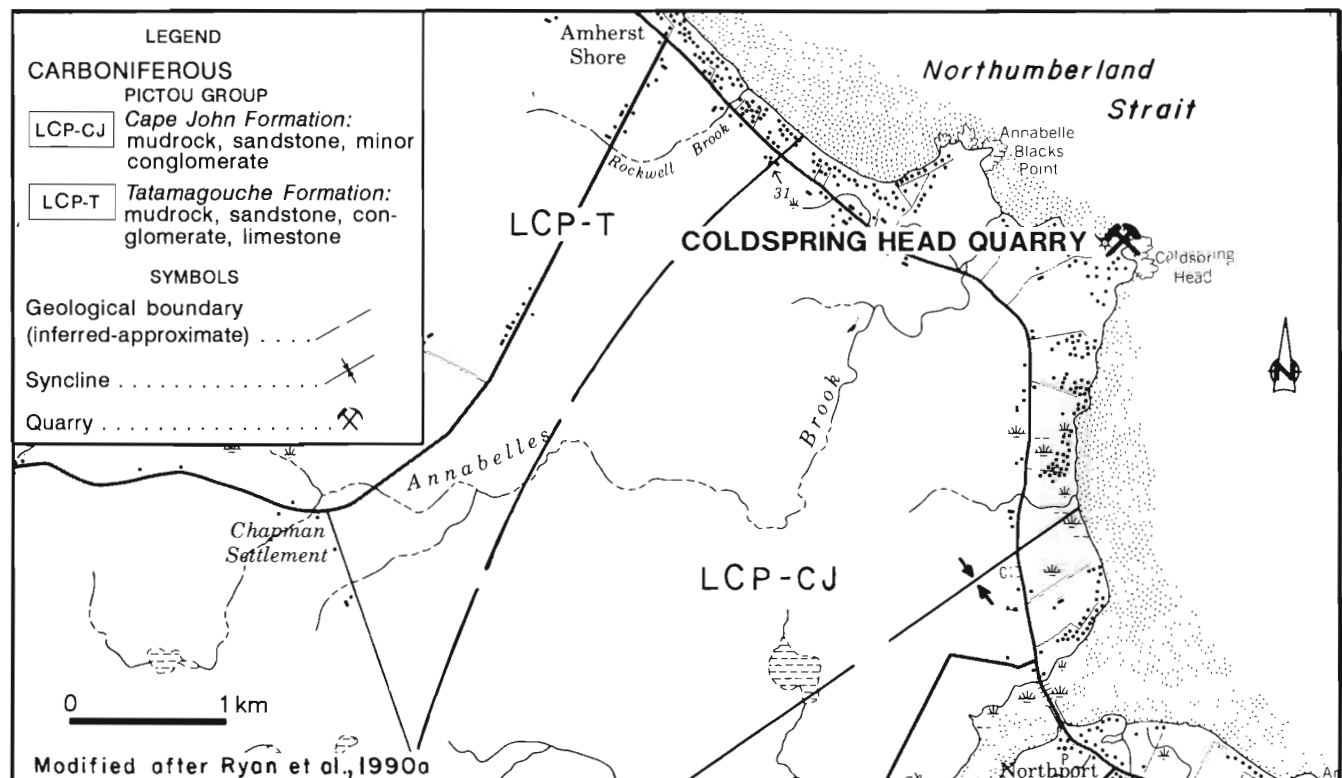 LEGEND
CARBONIFEROUS
PICTOU GROUP
LCP-CJ
Cape John Formation:
mudrock, sandstone, minor
conglomerate
LCP-T
Tatamagouche Formation:
mudrock, sandstone, con-
glomerate, limestone
SYMBOLS
Geological boundary
(inferred-approximate) . . . .
Syncline . . . . . . . . . . . . . . .
Quarry . . . . . . . . . . . . . . . . .
Amherst
Shore
Northumberland
Strait
Annabelle
Blacks
Point
Rockwell Brook
31
LCP-T
COLDSPRING HEAD QUARRY
Coldspring
Head
N
Brook
Annabelles
Chapman
Settlement
LCP-CJ
0 1 km
Modified after Ryan et al., 1990a
Northport
P